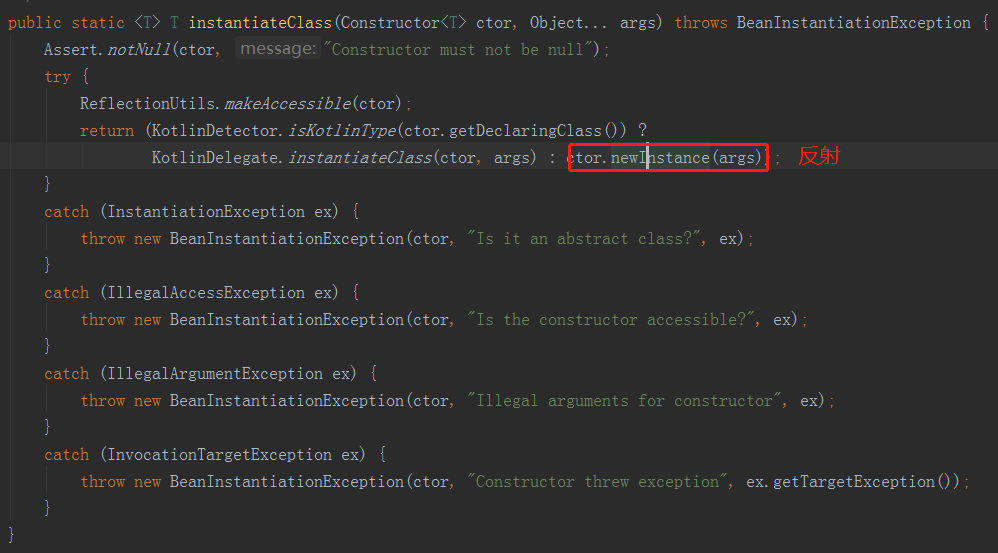 public static <T> T instantiateClass(Constructor<T> ctor, Object... args) throws BeanInstantiationException {
Assert.notNull(ctor, message: "Constructor must not be null");
try {
ReflectionUtils.makeAccessible(ctor);
return (KotlinDetector.isKotlinType(ctor.getDeclaringClass()) ?
KotlinDelegate.instantiateClass(ctor, args) : ctor.newInstance(args)); 反射
}
catch (InstantiationException ex) {
throw new BeanInstantiationException(ctor, "Is it an abstract class?", ex);
}
catch (IllegalAccessException ex) {
throw new BeanInstantiationException(ctor, "Is the constructor accessible?", ex);
}
catch (IllegalArgumentException ex) {
throw new BeanInstantiationException(ctor, "Illegal arguments for constructor", ex);
}
catch (InvocationTargetException ex) {
throw new BeanInstantiationException(ctor, "Constructor threw exception", ex.getTargetException());
}
}